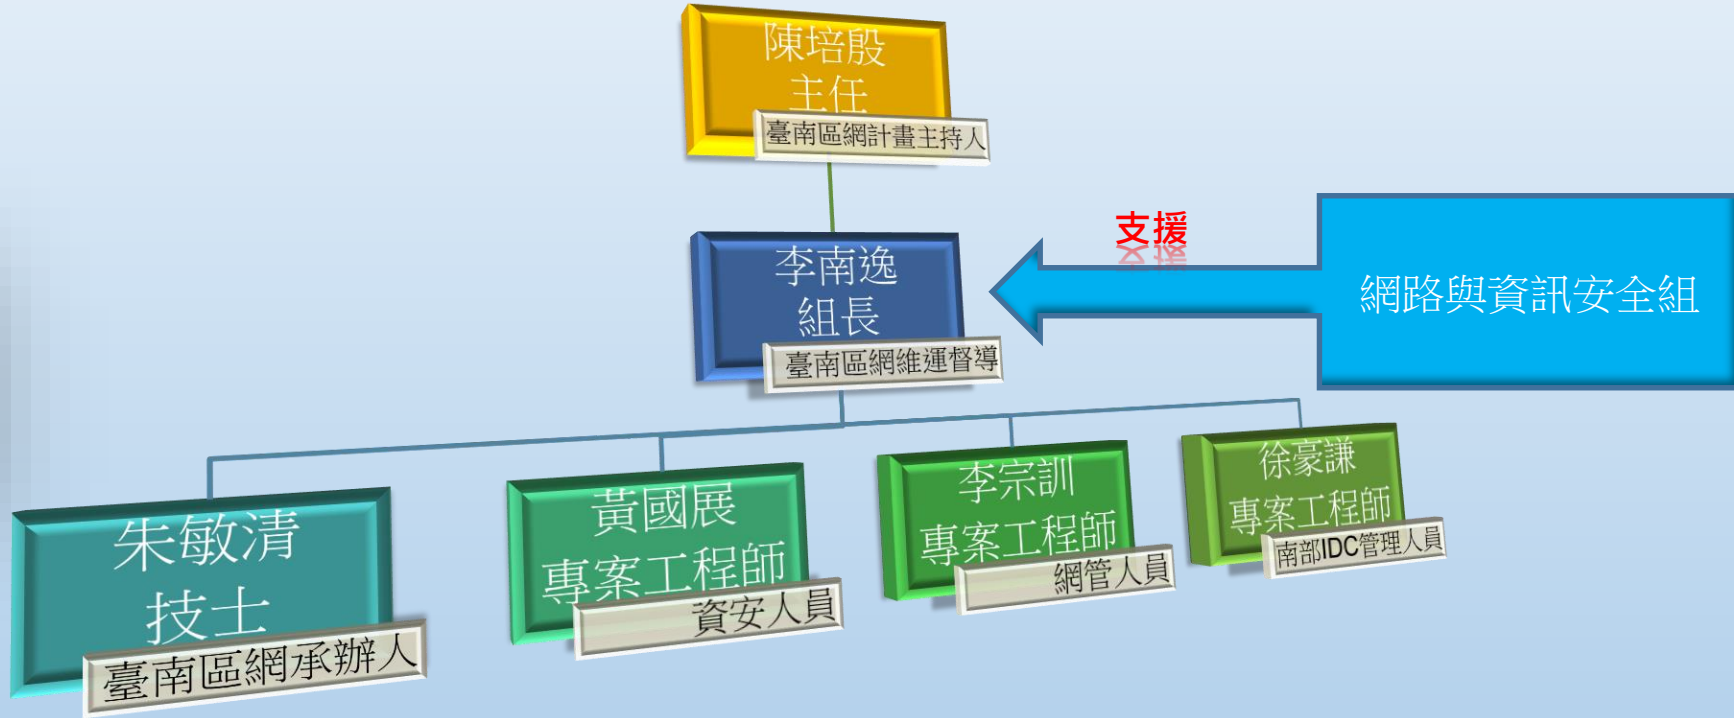 陳培殷
主任
臺南區網計畫主持人
支援
李南逸
組長
臺南區網維運督導
網路與資訊安全組
朱敏清
技士
臺南區網承辦人
黃國展
專案工程師
資安人員
李宗訓
專案工程師
網管人員
徐豪謙
專案工程師
南部IDC管理人員